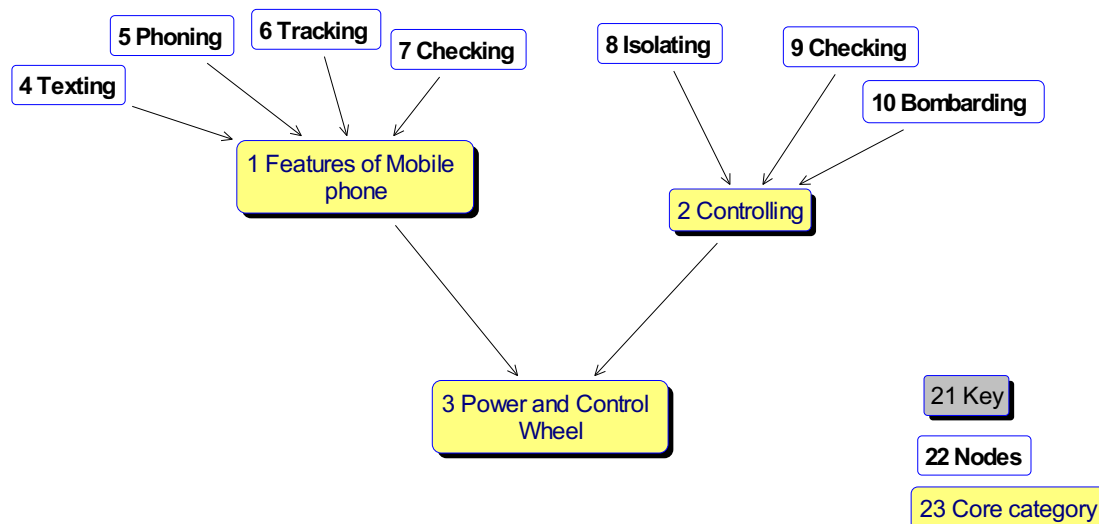 4 Texting
5 Phoning
6 Tracking
7 Checking
8 Isolating
9 Checking
10 Bombarding
1 Features of Mobile
phone
2 Controlling
3 Power and Control
Wheel
21 Key
22 Nodes
23 Core category